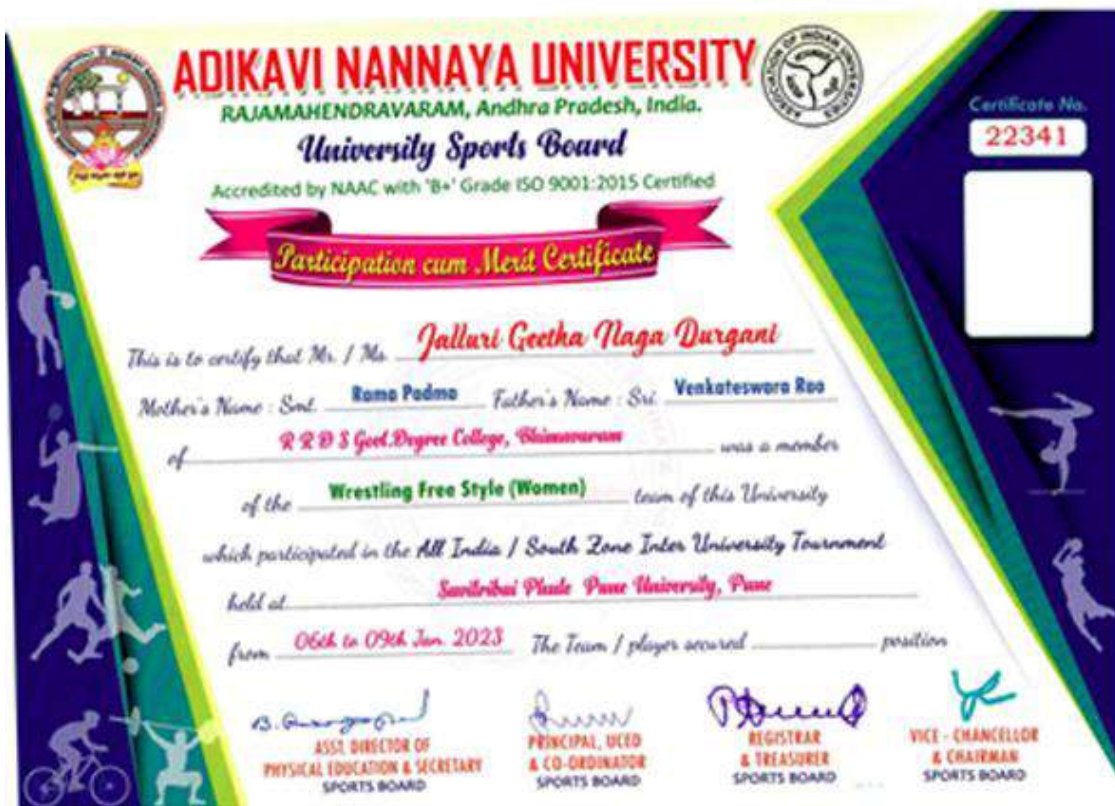 ADIKAVI NANNAYA UNIVERSITY
RAJAMAHENDRAVARAM, Andhra Pradesh, India.
University Sports Board
Accredited by NAAC with 'B+' Grade ISO 9001:2015 Certified
ASSOCIATION OF INDIAN UNIVERSITIES
Certificate No.
22341
Participation cum Merit Certificate
This is to certify that Mr. / Ms. Jalluri Geetha Naga Durgani
Mother's Name : Smt. Rama Padma Father's Name : Sri. Venkateswara Rao
of R R D S Govt.Degree College, Bhimavaram was a member
of the Wrestling Free Style (Women) team of this University
which participated in the All India / South Zone Inter University Tournment
held at Savitribai Phule Pune University, Pune
from 06th to 09th Jan. 2023 The Team / player secured position
ASST. DIRECTOR OF
PHYSICAL EDUCATION & SECRETARY
SPORTS BOARD
PRINCIPAL, UCED
& CO-ORDINATOR
SPORTS BOARD
REGISTRAR
& TREASURER
SPORTS BOARD
VICE - CHANCELLOR
& CHAIRMAN
SPORTS BOARD